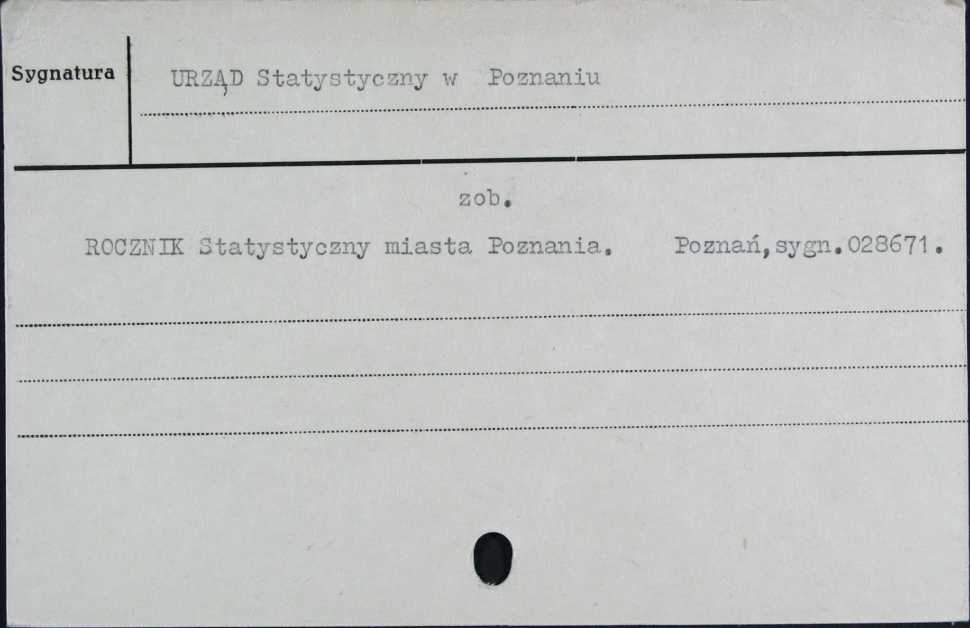 Sygnatura
URZĄD Statystyczny w Poznaniu
zob.
ROCZNIK Statystyczny miasta Poznania. Poznań,sygn.028671.